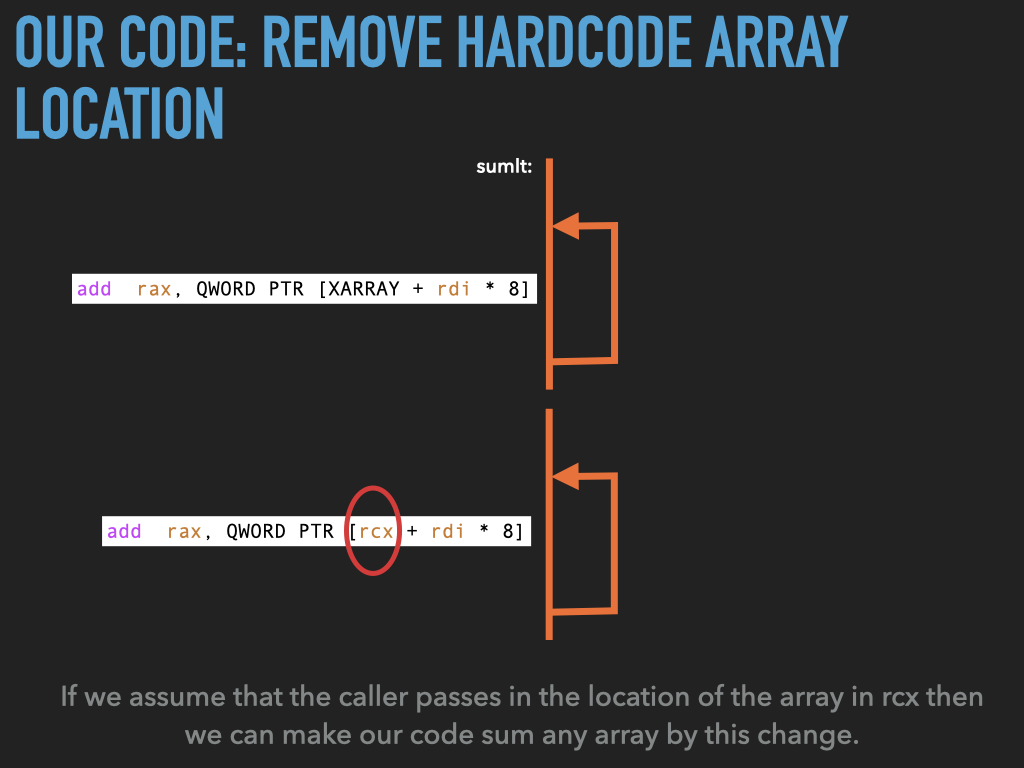 OUR CODE: REMOVE HARDCODE ARRAY
LOCATION
sumIt:
add  rax, QWORD PTR [XARRAY + rdi * 8]
add  rax, QWORD PTR [rcx + rdi * 8]
If we assume that the caller passes in the location of the array in rcx then
we can make our code sum any array by this change.